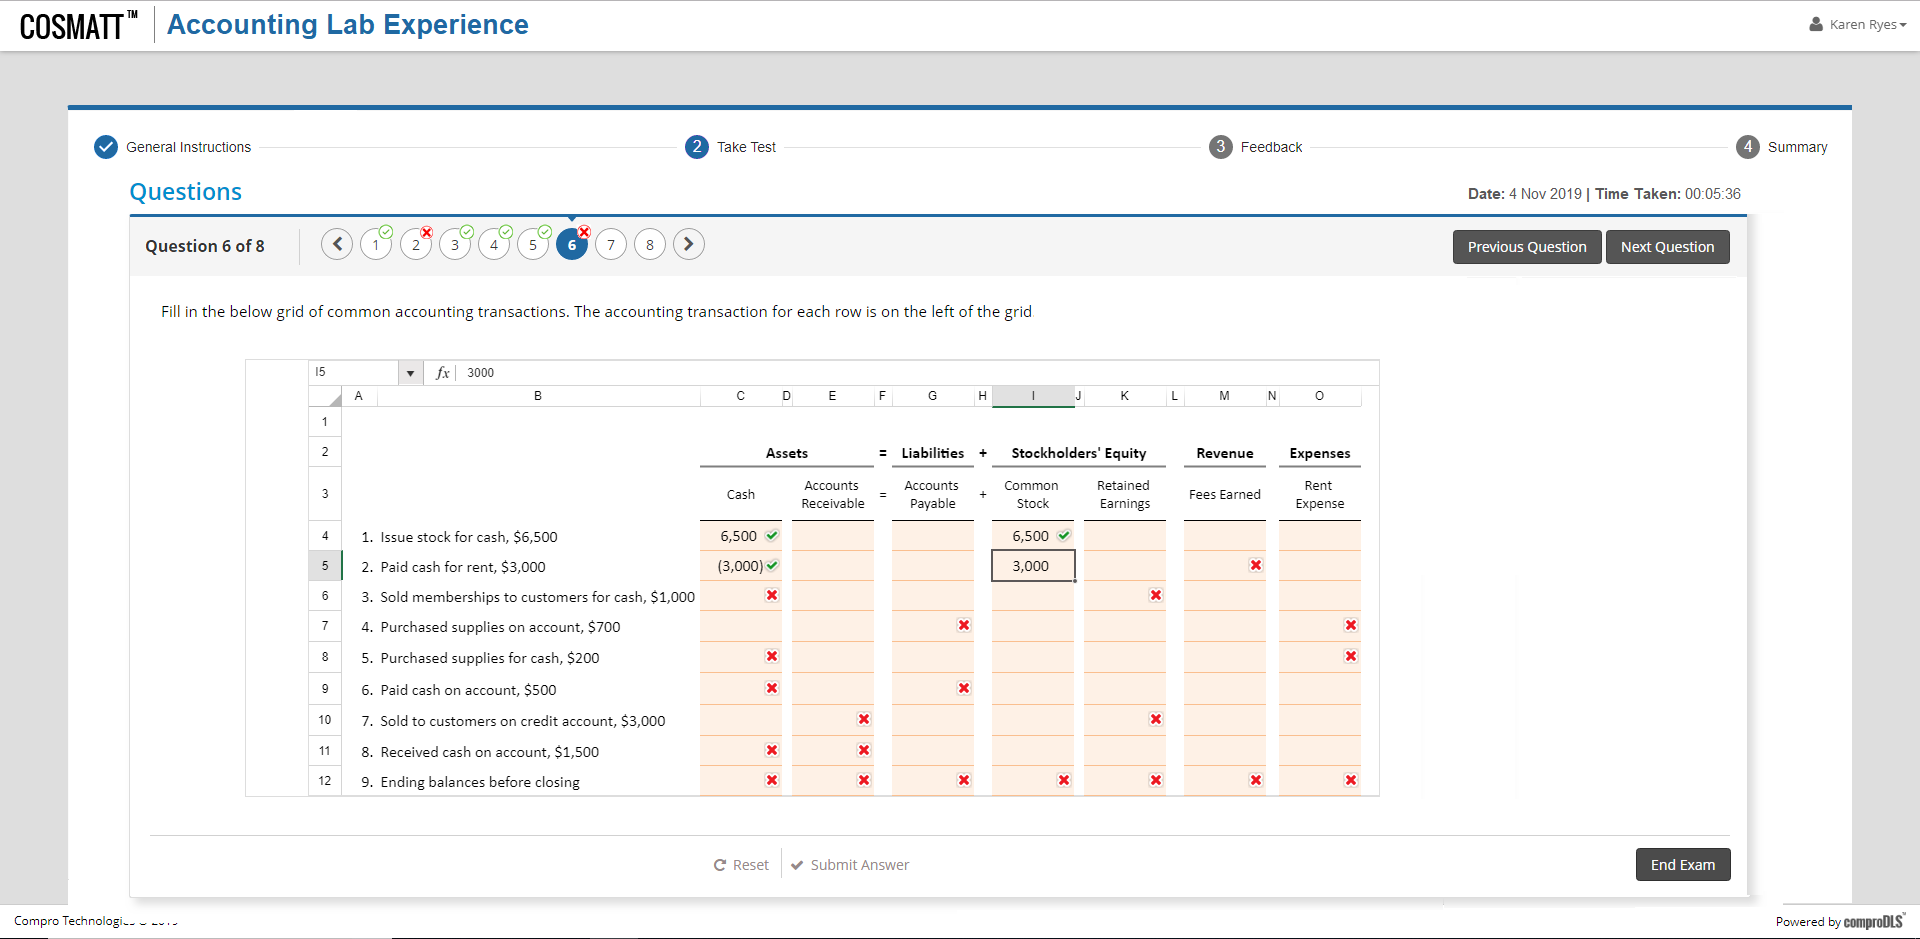 COSMATT™ Accounting Lab Experience Karen Ryes
General Instructions 2 Take Test 3 Feedback 4 Summary
Questions Date: 4 Nov 2019 | Time Taken: 00:05:36
Question 6 of 8 1 2 3 4 5 6 7 8 Previous Question Next Question
Fill in the below grid of common accounting transactions. The accounting transaction for each row is on the left of the grid
I5 fx 3000
A B C D E F G H I J K L M N O
1
2 Assets = Liabilities + Stockholders' Equity Revenue Expenses
3 Cash Accounts Receivable = Accounts Payable + Common Stock Retained Earnings Fees Earned Rent Expense
4 1. Issue stock for cash, $6,500 6,500 6,500
5 2. Paid cash for rent, $3,000 (3,000) 3,000
6 3. Sold memberships to customers for cash, $1,000
7 4. Purchased supplies on account, $700
8 5. Purchased supplies for cash, $200
9 6. Paid cash on account, $500
10 7. Sold to customers on credit account, $3,000
11 8. Received cash on account, $1,500
12 9. Ending balances before closing
Reset Submit Answer End Exam
Compro Powered by comproDLS™